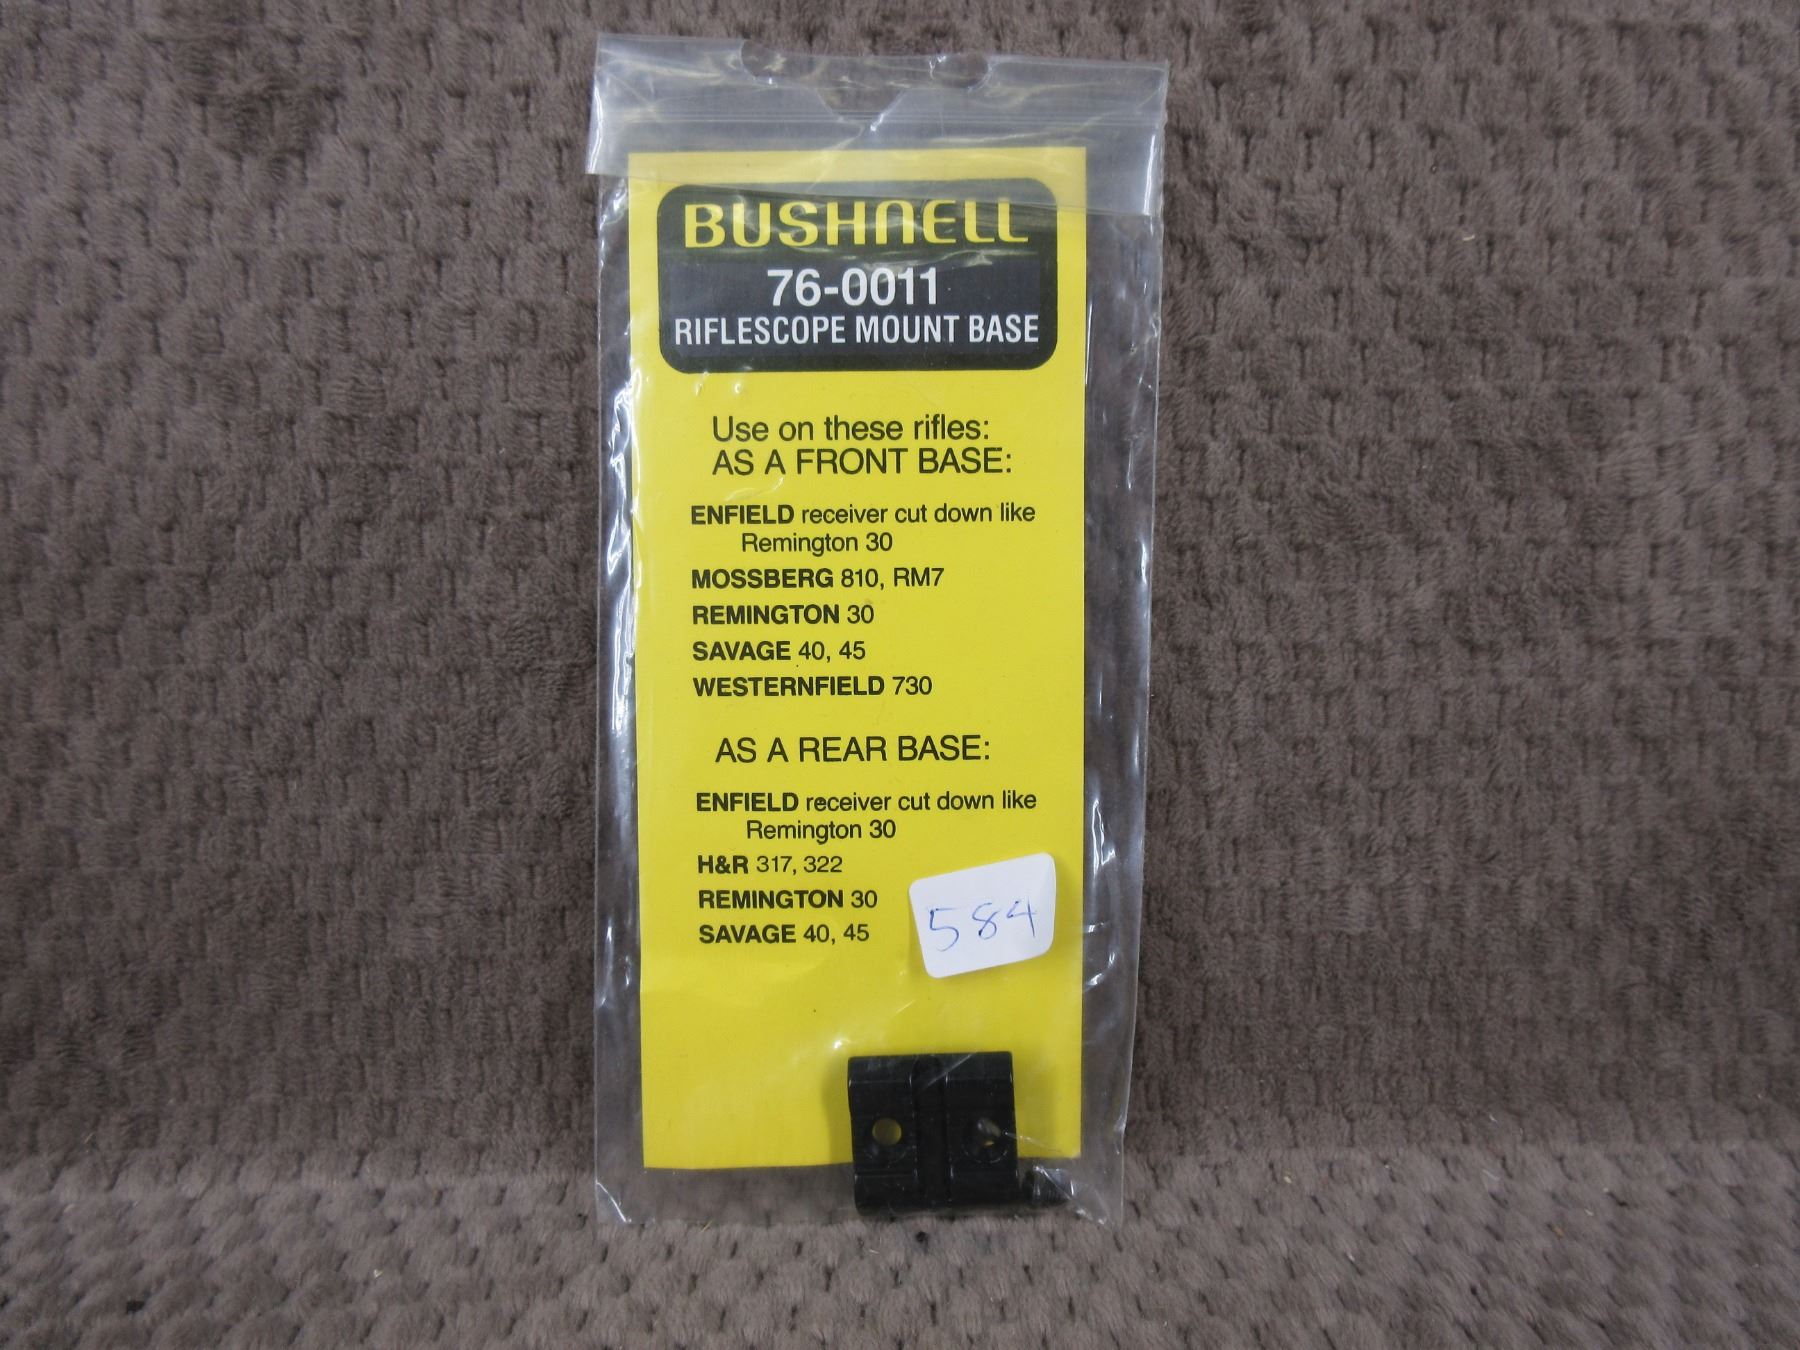 BUSHNELL
76-0011
RIFLESCOPE MOUNT BASE
Use on these rifles:
AS A FRONT BASE:
ENFIELD receiver cut down like
Remington 30
MOSSBERG 810, RM7
REMINGTON 30
SAVAGE 40, 45
WESTERNFIELD 730
AS A REAR BASE:
ENFIELD receiver cut down like
Remington 30
H&R 317, 322
REMINGTON 30
SAVAGE 40, 45
584